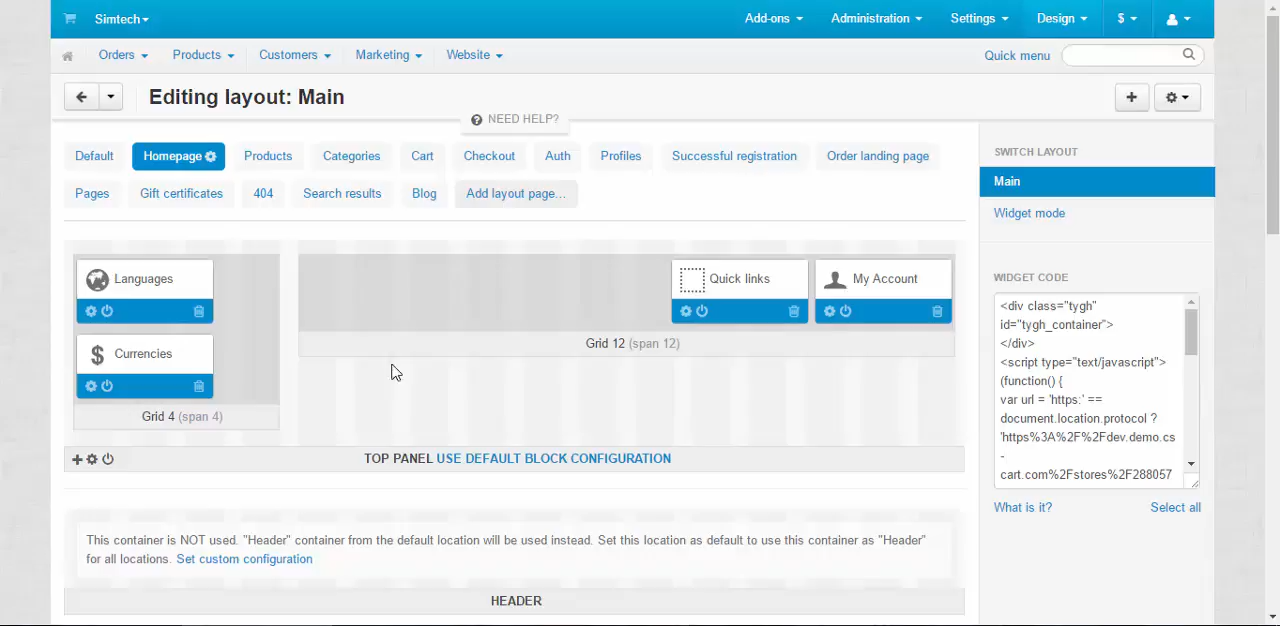 Simtech
Add-ons Administration Settings Design $
Orders Products Customers Marketing Website Quick menu
Editing layout: Main
NEED HELP?
Default Homepage Products Categories Cart Checkout Auth Profiles Successful registration Order landing page
Pages Gift certificates 404 Search results Blog Add layout page...
SWITCH LAYOUT
Main
Widget mode
Languages
Quick links
My Account
Grid 12 (span 12)
$ Currencies
Grid 4 (span 4)
TOP PANEL USE DEFAULT BLOCK CONFIGURATION
This container is NOT used. "Header" container from the default location will be used instead. Set this location as default to use this container as "Header"
for all locations. Set custom configuration
HEADER
WIDGET CODE
<div class="tygh"
id="tygh_container">
</div>
<script type="text/javascript">
(function() {
var url = 'https:' ==
document.location.protocol ?
'https%3A%2F%2Fdev.demo.cs
-
cart.com%2Fstores%2F288057
What is it? Select all